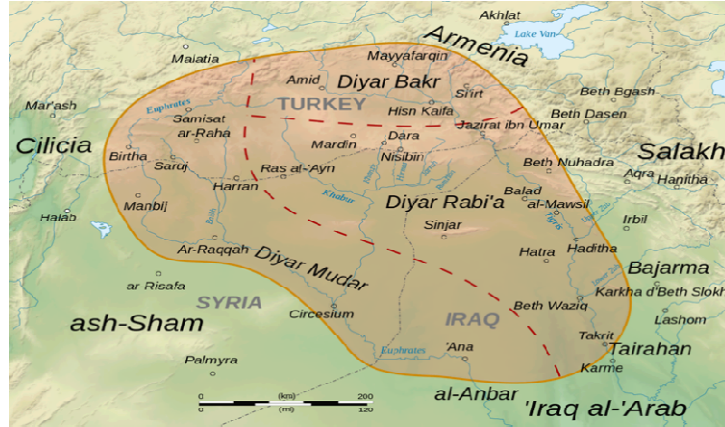 Akhlat
Lake Van
Armenia
Malatia
Mayyafarqin
Amid
Diyar Bakr
Si'irt
Beth Bgash
Mar'ash
Euphrates
TURKEY
Hisn Kaifa
Samisat
Beth Dasen
ar-Raha
Jazirat ibn Umar
Cilicia
Mardin
Dara
Salakh
Birtha
Nisibin
Saruj
Ras al-'Ayn
Beth Nuhadra
Harran
Aqra
Hanitha
Khabur
Balad
Manbij
Diyar Rabi'a
al-Mawsil
Halab
Tigris
Sinjar
Irbil
Ar-Raqqah
Diyar Mudar
Hatra
Haditha
Bajarma
ar-Risafa
Karkha d'Beth Slokh
SYRIA
Beth Waziq
Circesium
IRAQ
Lashom
ash-Sham
Takrit
Tairahan
Euphrates
'Ana
Palmyra
Karme
al-Anbar
0 (km) 200
0 (mi) 120
'Iraq al-'Arab